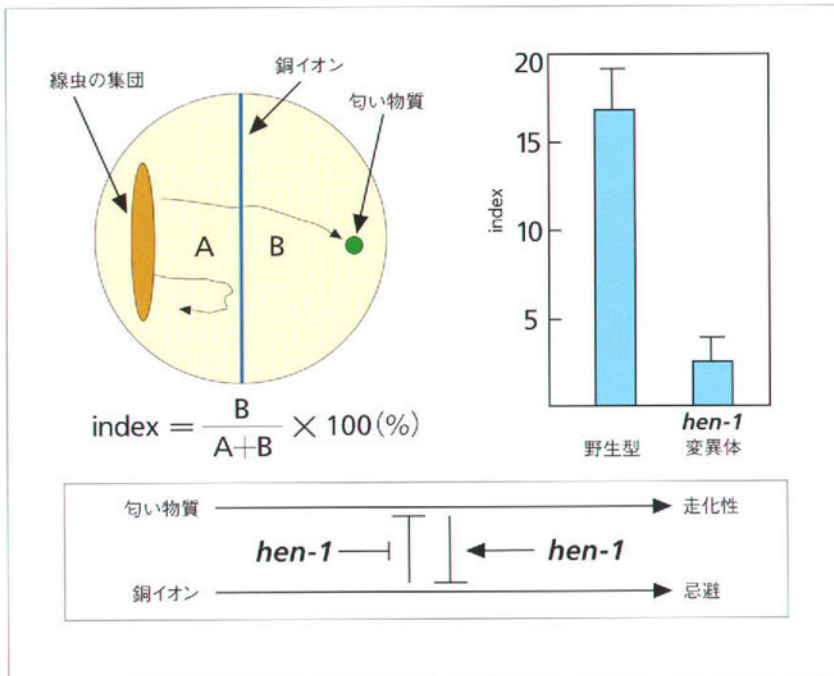 線虫の集団
銅イオン
匂い物質
A
B
index = B / A+B × 100(%)
20
15
10
5
index
野生型
hen-1
変異体
匂い物質
走化性
hen-1
hen-1
銅イオン
忌避